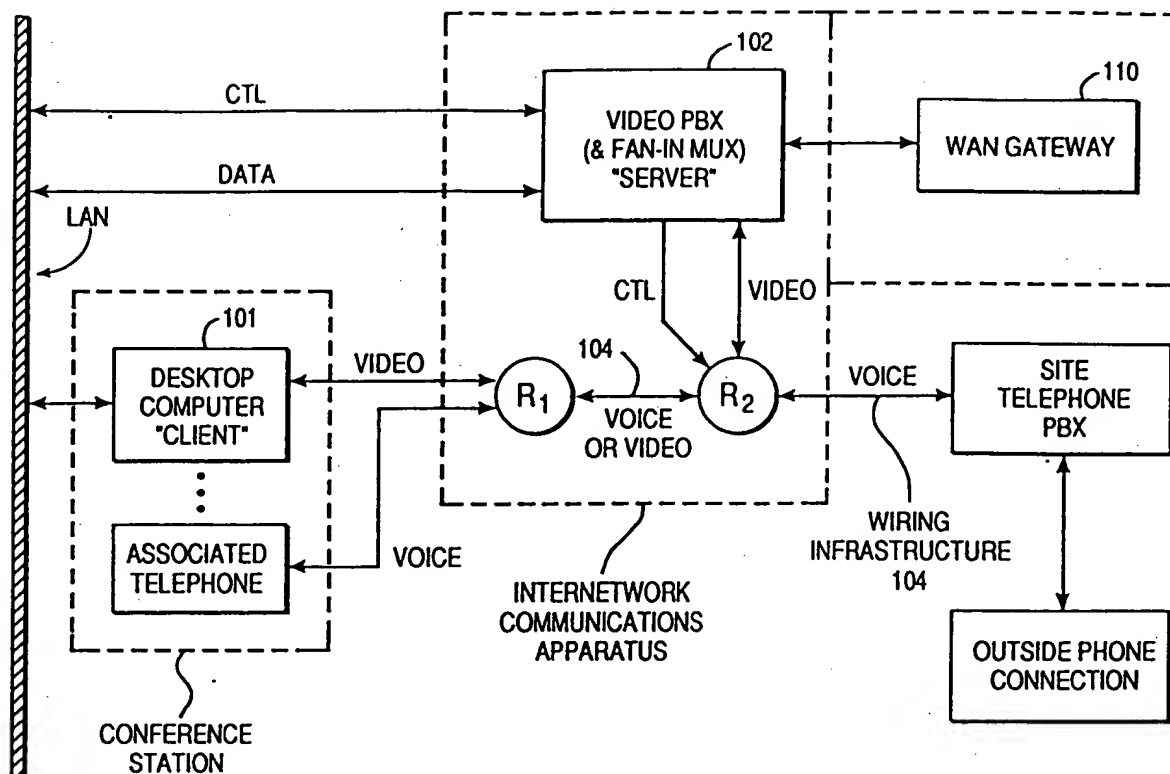 102
110
CTL
VIDEO PBX
(& FAN-IN MUX)
"SERVER"
WAN GATEWAY
DATA
LAN
CTL
VIDEO
101
DESKTOP
COMPUTER
"CLIENT"
VIDEO
104
R1
R2
VOICE
OR VIDEO
VOICE
SITE
TELEPHONE
PBX
ASSOCIATED
TELEPHONE
VOICE
WIRING
INFRASTRUCTURE
104
INTERNETWORK
COMMUNICATIONS
APPARATUS
OUTSIDE PHONE
CONNECTION
CONFERENCE
STATION